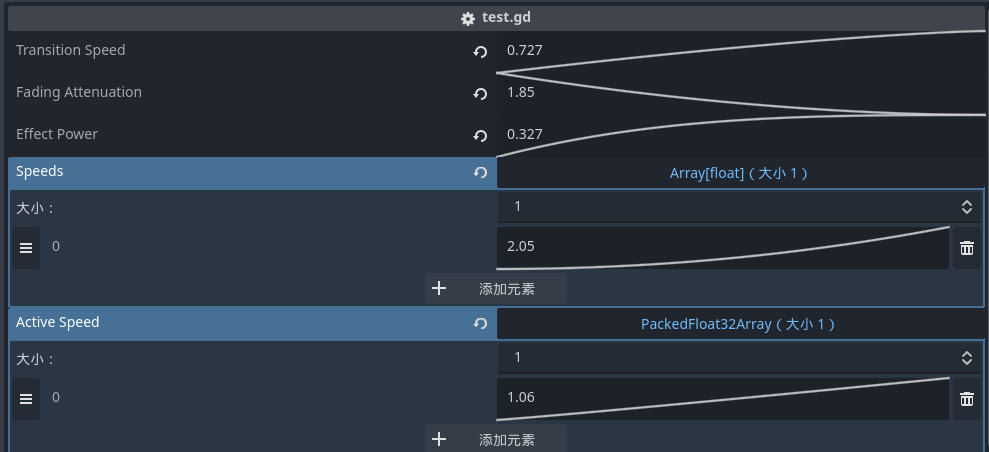 test.gd
Transition Speed 0.727
Fading Attenuation 1.85
Effect Power 0.327
Speeds Array[float]（大小 1）
大小： 1
0 2.05
添加元素
Active Speed PackedFloat32Array（大小 1）
大小： 1
0 1.06
添加元素